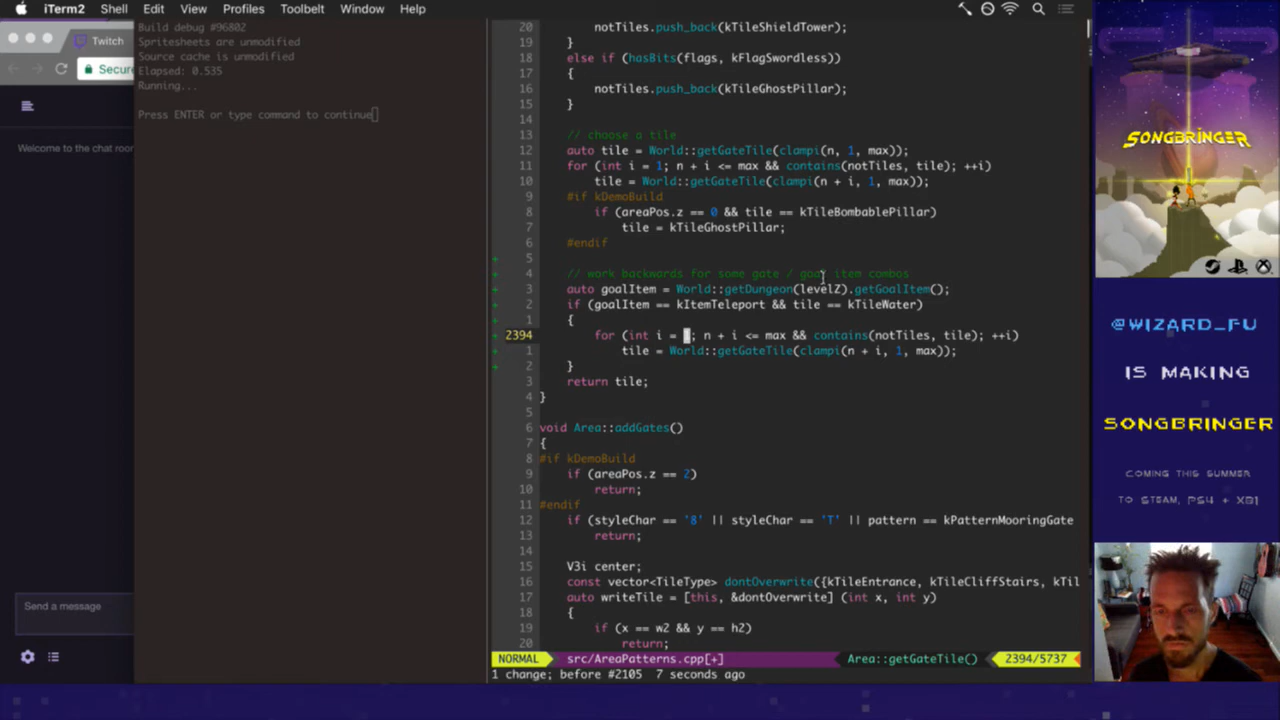 iTerm2 Shell Edit View Profiles Toolbelt Window Help
Twitch
Secure
Welcome to the chat room
Send a message
Build debug #96802
Spritesheets are unmodified
Source cache is unmodified
Elapsed: 0.535
Running...
Press ENTER or type command to continue
20 notTiles.push_back(kTileShieldTower);
19 }
18 else if (hasBits(flags, kFlagSwordless))
17 {
16 notTiles.push_back(kTileGhostPillar);
15 }
14
13 // choose a tile
12 auto tile = World::getGateTile(clampi(n, 1, max));
11 for (int i = 1; n + i <= max && contains(notTiles, tile); ++i)
10 tile = World::getGateTile(clampi(n + i, 1, max));
9 #if kDemoBuild
8 if (areaPos.z == 0 && tile == kTileBombablePillar)
7 tile = kTileGhostPillar;
6 #endif
+ 5
+ 4 // work backwards for some gate / goal item combos
+ 3 auto goalItem = World::getDungeon(levelZ).getGoalItem();
+ 2 if (goalItem == kItemTeleport && tile == kTileWater)
+ 1 {
+ 2394 for (int i = ; n + i <= max && contains(notTiles, tile); ++i)
+ 1 tile = World::getGateTile(clampi(n + i, 1, max));
+ 2 }
3 return tile;
4 }
5
6 void Area::addGates()
7 {
8 #if kDemoBuild
9 if (areaPos.z == 2)
10 return;
11 #endif
12 if (styleChar == '8' || styleChar == 'T' || pattern == kPatternMooringGate
13 return;
14
15 V3i center;
16 const vector<TileType> dontOverwrite({kTileEntrance, kTileCliffStairs, kTil
17 auto writeTile = [this, &dontOverwrite] (int x, int y)
18 {
19 if (x == w2 && y == h2)
20 return;
NORMAL src/AreaPatterns.cpp[+] Area::getGateTile() 2394/5737
1 change; before #2105 7 seconds ago
SONGBRINGER
@WIZARD_FU
IS MAKING
SONGBRINGER
COMING THIS SUMMER
TO STEAM, PS4 + XB1